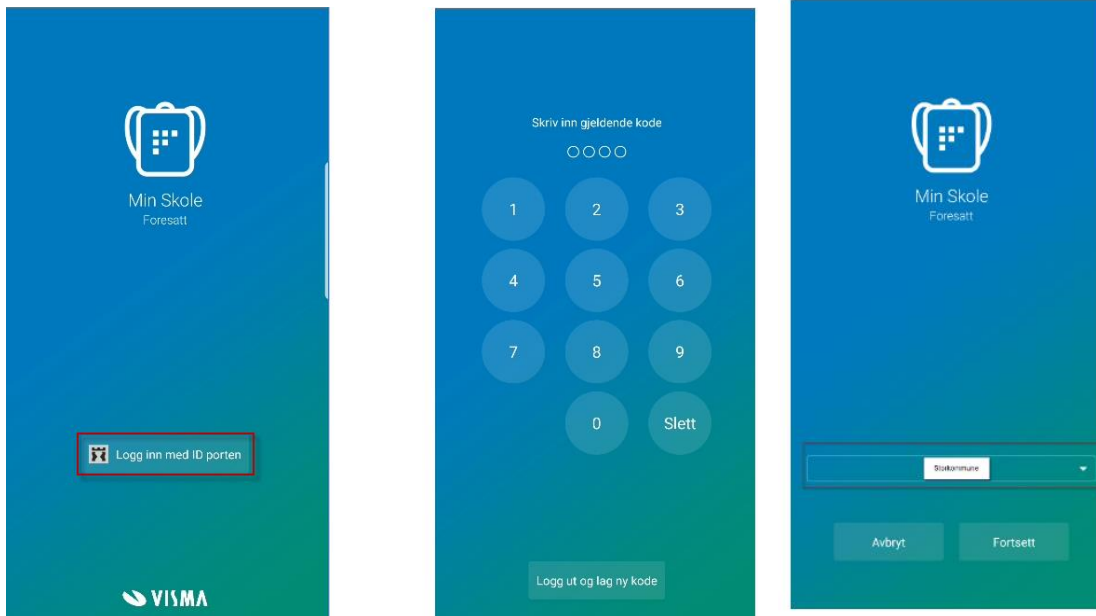 Min Skole
Foresatt
Logg inn med ID porten
VISMA
Skriv inn gjeldende kode
1 2 3
4 5 6
7 8 9
0 Slett
Logg ut og lag ny kode
Min Skole
Foresatt
Storkommune
Avbryt Fortsett